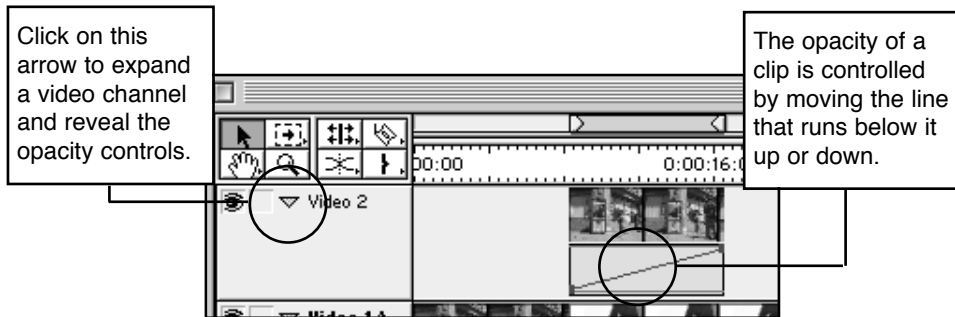 Click on this
arrow to expand
a video channel
and reveal the
opacity controls.
The opacity of a
clip is controlled
by moving the line
that runs below it
up or down.
00:00
0:00:16:0
Video 2
Video 1A